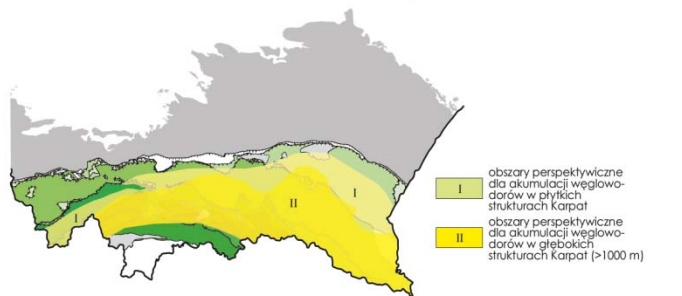 I
II
I
I
obszary perspektywiczne
dla akumulacji węglowo-
dorów w płytkich
strukturach Karpat
II
obszary perspektywiczne
dla akumulacji węglowo-
dorów w głębokich
strukturach Karpat (>1000 m)